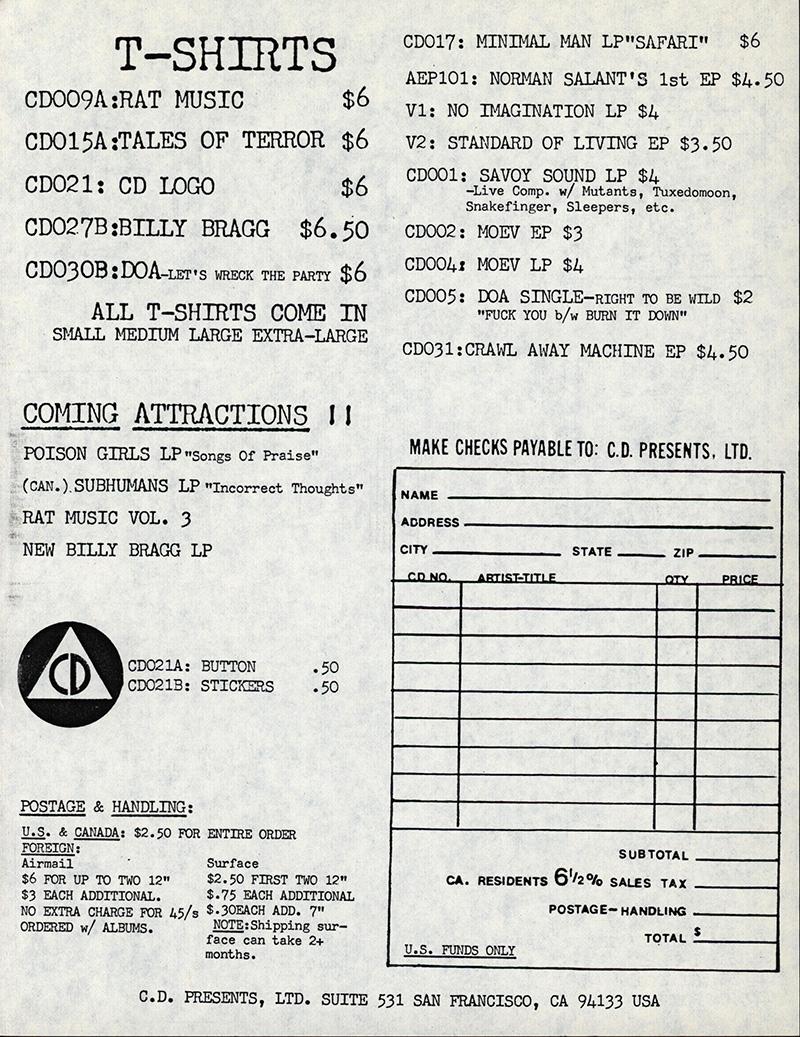 T-SHIRTS
CD009A:RAT MUSIC $6
CD015A:TALES OF TERROR $6
CD021: CD LOGO $6
CD027B:BILLY BRAGG $6.50
CD030B:DOA-LET'S WRECK THE PARTY $6
ALL T-SHIRTS COME IN
SMALL MEDIUM LARGE EXTRA-LARGE
COMING ATTRACTIONS !!
POISON GIRLS LP "Songs Of Praise"
(CAN.) SUBHUMANS LP "Incorrect Thoughts"
RAT MUSIC VOL. 3
NEW BILLY BRAGG LP
CD
CD021A: BUTTON .50
CD021B: STICKERS .50
POSTAGE & HANDLING:
U.S. & CANADA: $2.50 FOR ENTIRE ORDER
FOREIGN:
Airmail
$6 FOR UP TO TWO 12"
$3 EACH ADDITIONAL.
NO EXTRA CHARGE FOR 45/s
ORDERED w/ ALBUMS.
Surface
$2.50 FIRST TWO 12"
$.75 EACH ADDITIONAL
$.30EACH ADD. 7"
NOTE:Shipping sur-
face can take 2+
months.
CD017: MINIMAL MAN LP"SAFARI" $6
AEP101: NORMAN SALANT'S 1st EP $4.50
V1: NO IMAGINATION LP $4
V2: STANDARD OF LIVING EP $3.50
CD001: SAVOY SOUND LP $4
-Live Comp. w/ Mutants, Tuxedomoon,
Snakefinger, Sleepers, etc.
CD002: MOEV EP $3
CD004: MOEV LP $4
CD005: DOA SINGLE-RIGHT TO BE WILD $2
"FUCK YOU b/w BURN IT DOWN"
CD031:CRAWL AWAY MACHINE EP $4.50
MAKE CHECKS PAYABLE TO: C.D. PRESENTS, LTD.
NAME
ADDRESS
CITY STATE ZIP
CD NO. ARTIST-TITLE QTY PRICE
SUBTOTAL
CA. RESIDENTS 6 1/2% SALES TAX
POSTAGE-HANDLING
TOTAL $
U.S. FUNDS ONLY
C.D. PRESENTS, LTD. SUITE 531 SAN FRANCISCO, CA 94133 USA